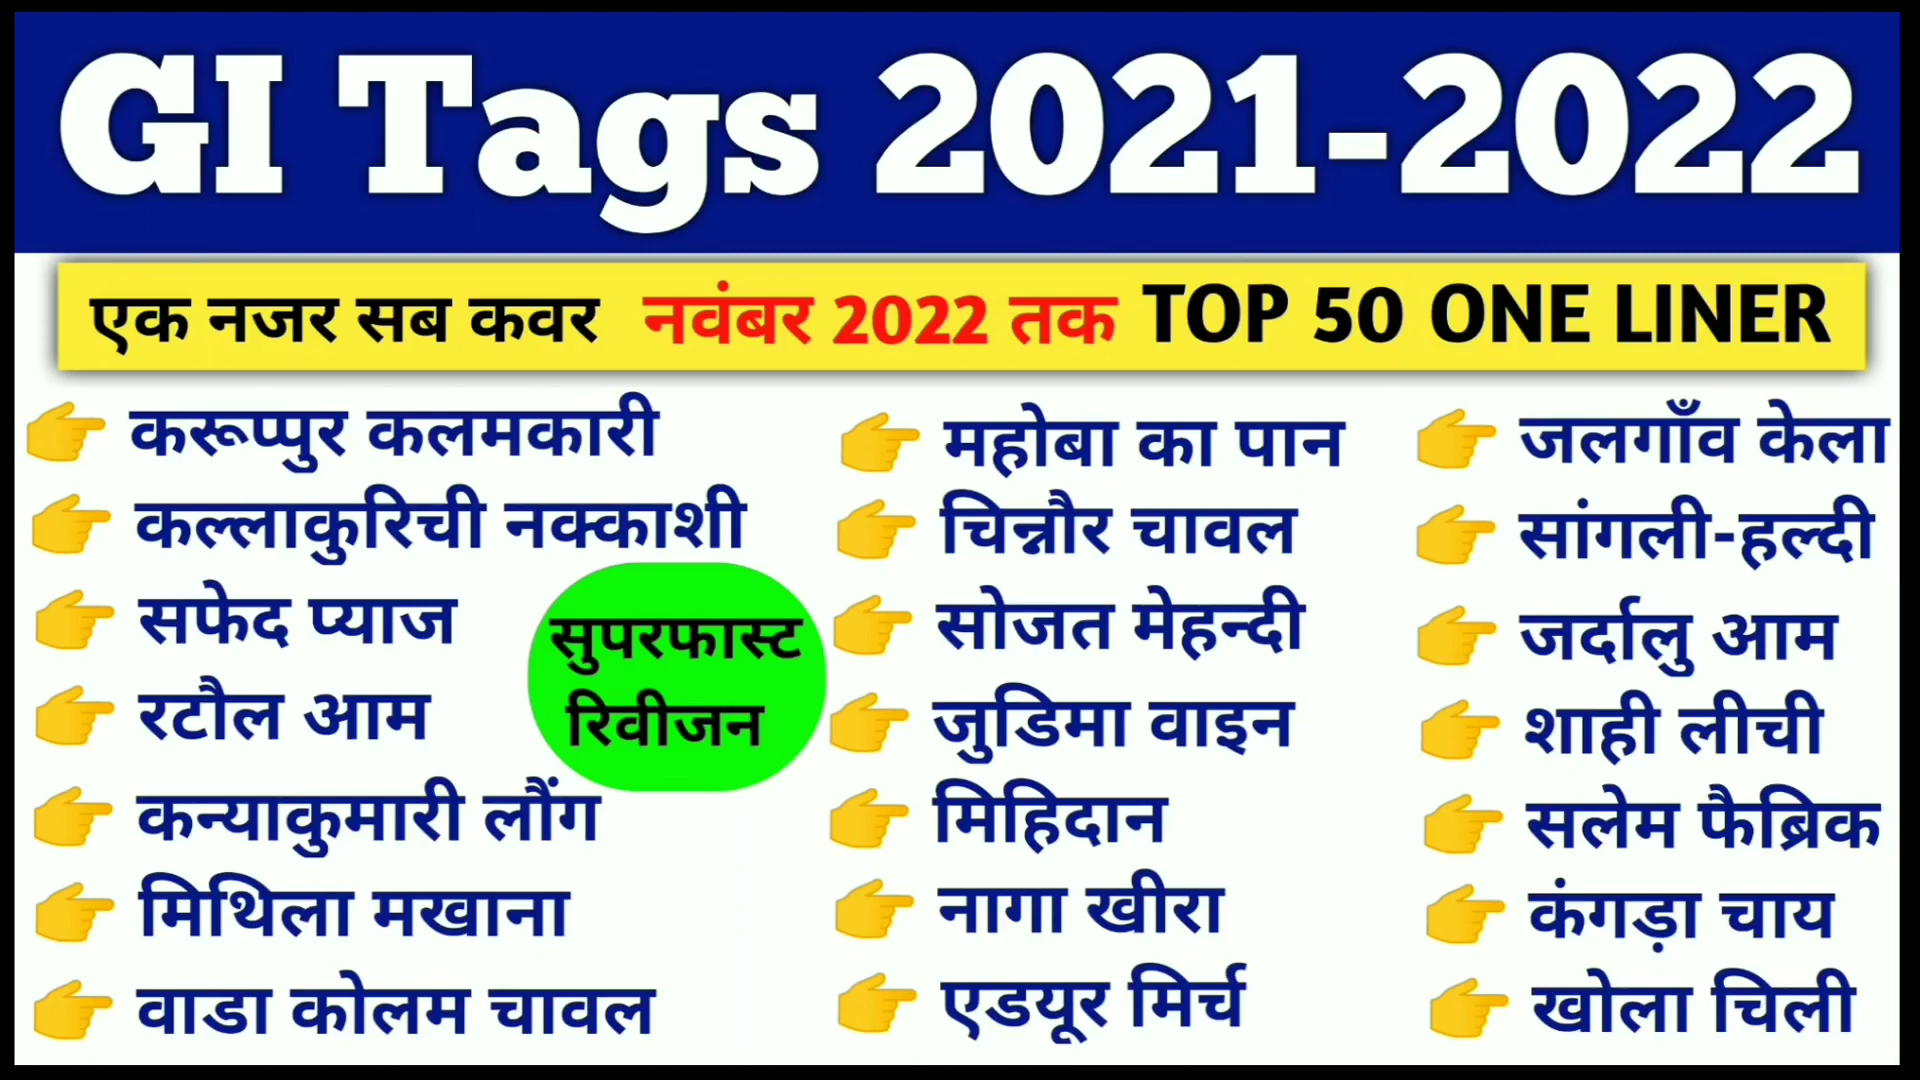 GI Tags 2021-2022
एक नजर सब कवर नवंबर 2022 तक TOP 50 ONE LINER
👉 करूप्पुर कलमकारी
👉 कल्लाकुरिची नक्काशी
👉 सफेद प्याज
👉 रटौल आम
👉 कन्याकुमारी लौंग
👉 मिथिला मखाना
👉 वाडा कोलम चावल
सुपरफास्ट
रिवीजन
👉 महोबा का पान
👉 चिन्नौर चावल
👉 सोजत मेहन्दी
👉 जुडिमा वाइन
👉 मिहिदान
👉 नागा खीरा
👉 एडयूर मिर्च
👉 जलगाँव केला
👉 सांगली-हल्दी
👉 जर्दालु आम
👉 शाही लीची
👉 सलेम फैब्रिक
👉 कंगड़ा चाय
👉 खोला चिली